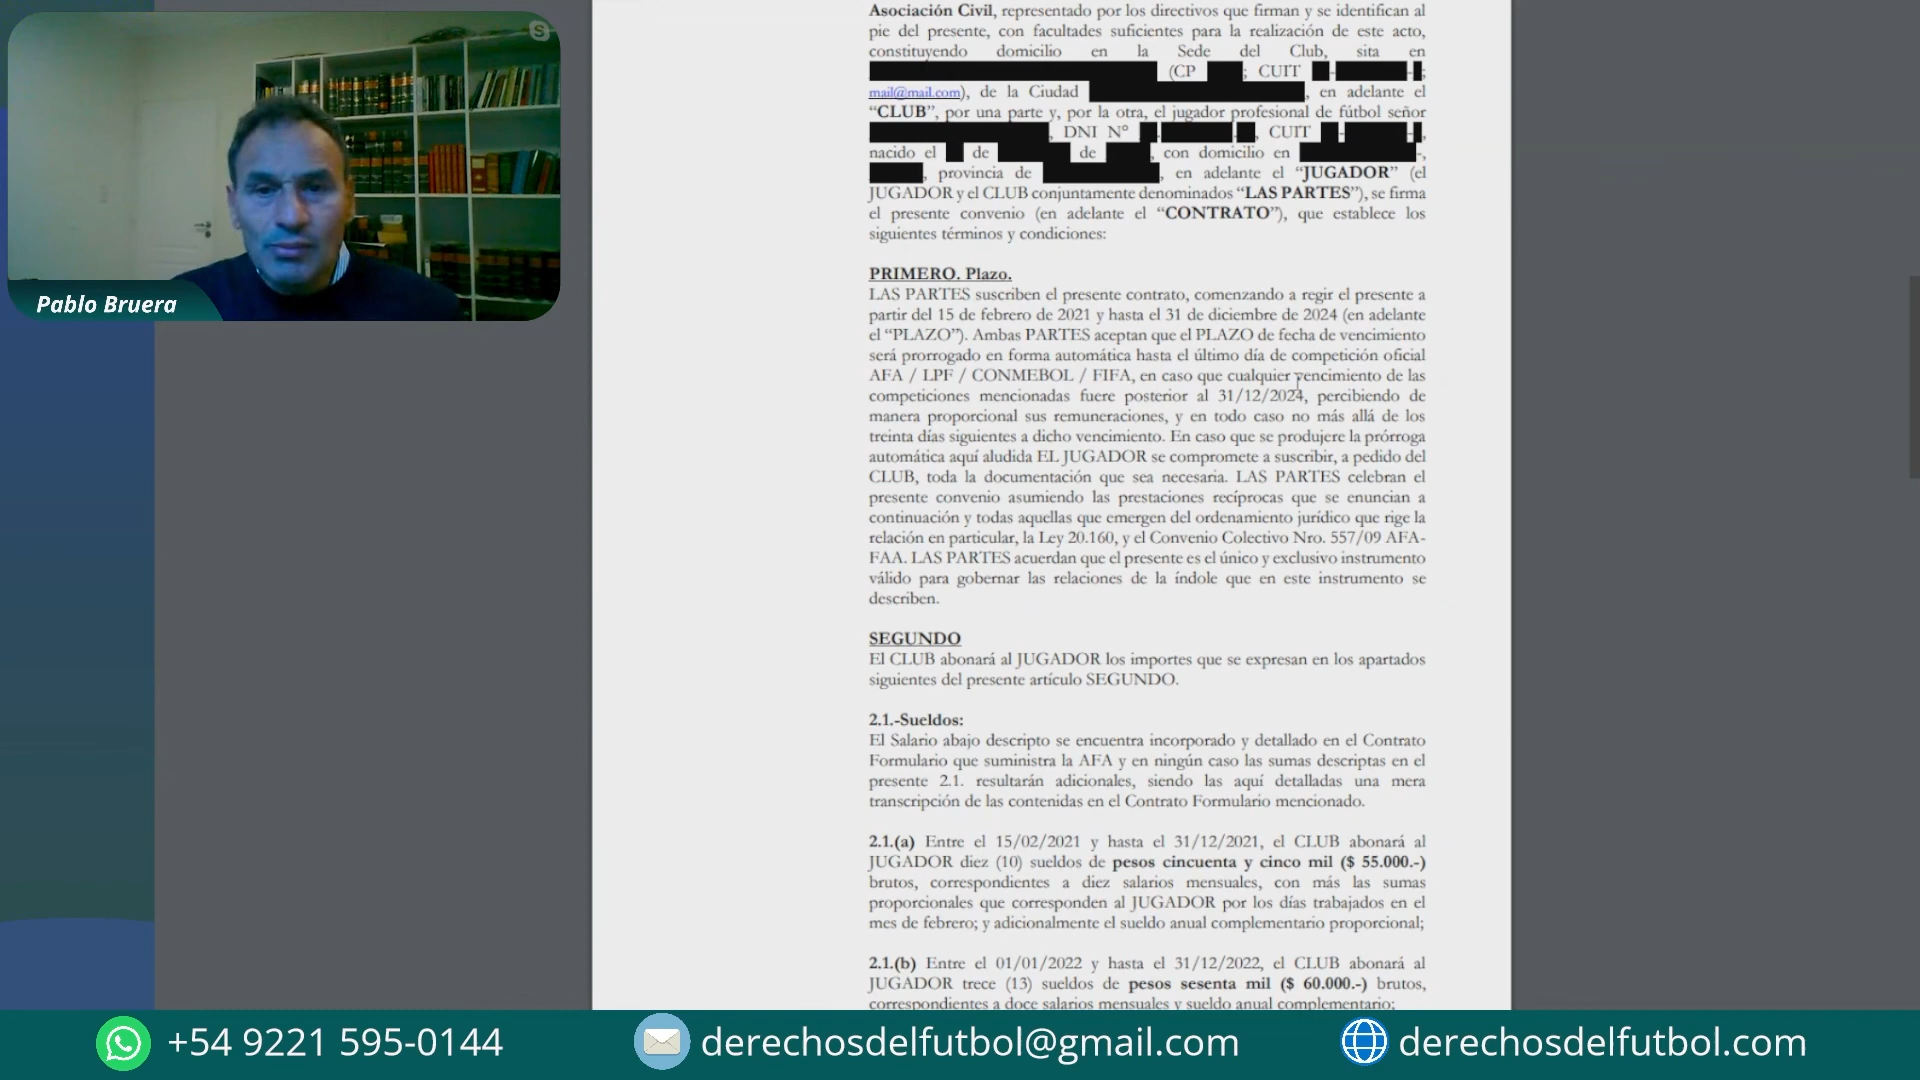 Pablo Bruera
Asociación Civil, representado por los directivos que firman y se identifican al
pie del presente, con facultades suficientes para la realización de este acto,
constituyendo domicilio en la Sede del Club, sita en
(CP ; CUIT - -;
mail@mail.com), de la Ciudad , en adelante el
“CLUB”, por una parte y, por la otra, el jugador profesional de fútbol señor
, DNI N° . . , CUIT - - ,
nacido el de de , con domicilio en -,
, provincia de , en adelante el “JUGADOR” (el
JUGADOR y el CLUB conjuntamente denominados “LAS PARTES”), se firma
el presente convenio (en adelante el “CONTRATO”), que establece los
siguientes términos y condiciones:
PRIMERO. Plazo.
LAS PARTES suscriben el presente contrato, comenzando a regir el presente a
partir del 15 de febrero de 2021 y hasta el 31 de diciembre de 2024 (en adelante
el “PLAZO”). Ambas PARTES aceptan que el PLAZO de fecha de vencimiento
será prorrogado en forma automática hasta el último día de competición oficial
AFA / LPF / CONMEBOL / FIFA, en caso que cualquier vencimiento de las
competiciones mencionadas fuere posterior al 31/12/2024, percibiendo de
manera proporcional sus remuneraciones, y en todo caso no más allá de los
treinta días siguientes a dicho vencimiento. En caso que se produjere la prórroga
automática aquí aludida EL JUGADOR se compromete a suscribir, a pedido del
CLUB, toda la documentación que sea necesaria. LAS PARTES celebran el
presente convenio asumiendo las prestaciones recíprocas que se enuncian a
continuación y todas aquellas que emergen del ordenamiento jurídico que rige la
relación en particular, la Ley 20.160, y el Convenio Colectivo Nro. 557/09 AFA-
FAA. LAS PARTES acuerdan que el presente es el único y exclusivo instrumento
válido para gobernar las relaciones de la índole que en este instrumento se
describen.
SEGUNDO
El CLUB abonará al JUGADOR los importes que se expresan en los apartados
siguientes del presente artículo SEGUNDO.
2.1.-Sueldos:
El Salario abajo descripto se encuentra incorporado y detallado en el Contrato
Formulario que suministra la AFA y en ningún caso las sumas descriptas en el
presente 2.1. resultarán adicionales, siendo las aquí detalladas una mera
transcripción de las contenidas en el Contrato Formulario mencionado.
2.1.(a) Entre el 15/02/2021 y hasta el 31/12/2021, el CLUB abonará al
JUGADOR diez (10) sueldos de pesos cincuenta y cinco mil ($ 55.000.-)
brutos, correspondientes a diez salarios mensuales, con más las sumas
proporcionales que corresponden al JUGADOR por los días trabajados en el
mes de febrero; y adicionalmente el sueldo anual complementario proporcional;
2.1.(b) Entre el 01/01/2022 y hasta el 31/12/2022, el CLUB abonará al
JUGADOR trece (13) sueldos de pesos sesenta mil ($ 60.000.-) brutos,
correspondientes a doce salarios mensuales y sueldo anual complementario;
+54 9221 595-0144
derechosdelfutbol@gmail.com
derechosdelfutbol.com